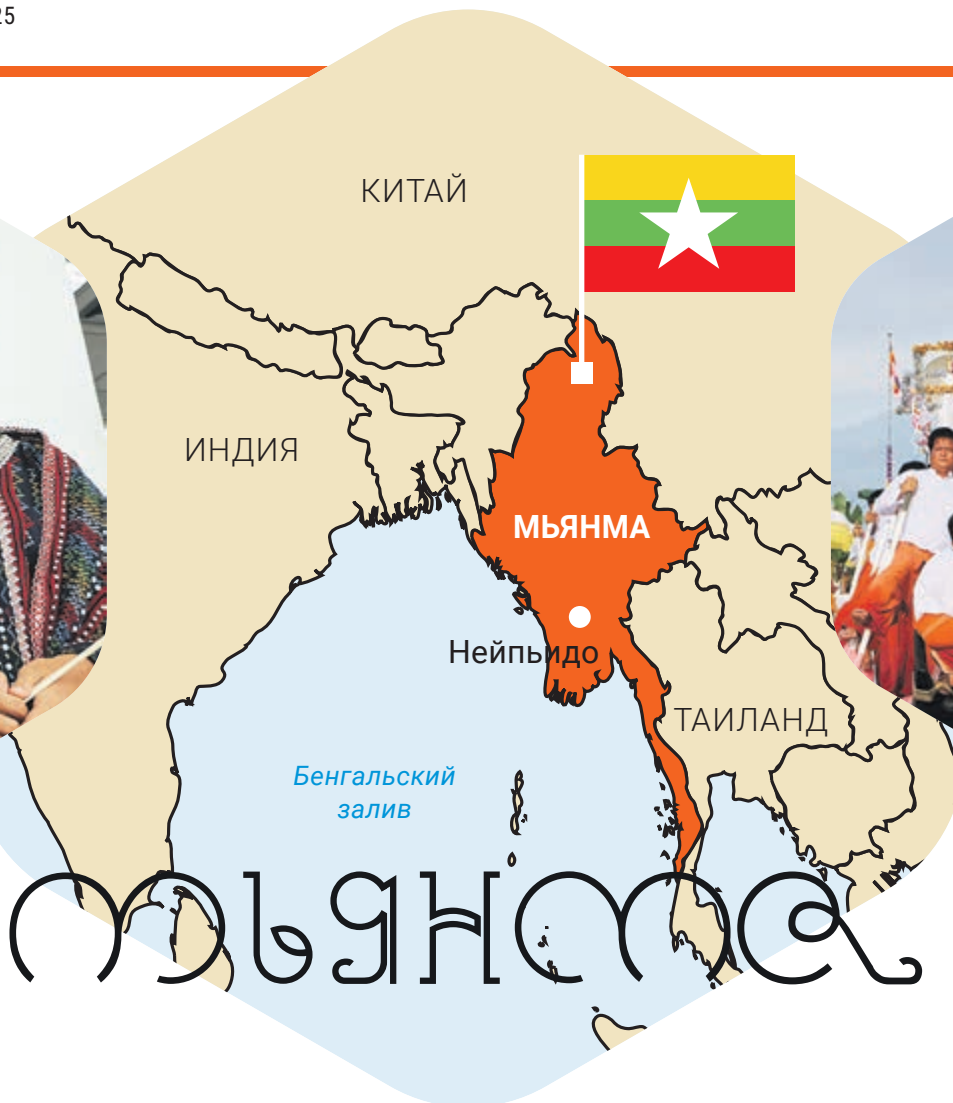 25
КИТАЙ
ИНДИЯ
МЬЯНМА
Нейпьидо
ТАИЛАНД
Бенгальский
залив
мьянма